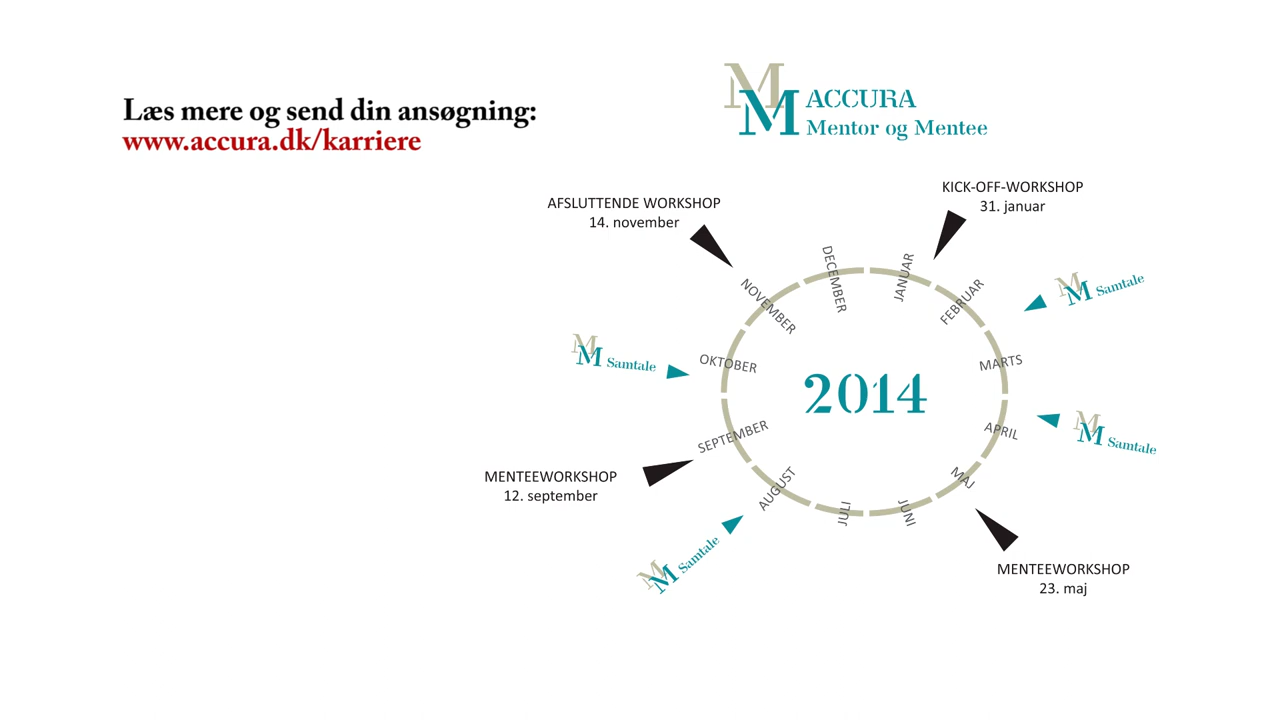 Læs mere og send din ansøgning:
www.accura.dk/karriere
MM ACCURA
Mentor og Mentee
KICK-OFF-WORKSHOP
31. januar
AFSLUTTENDE WORKSHOP
14. november
DECEMBER
JANUAR
NOVEMBER
FEBRUAR
MM Samtale
MM Samtale
OKTOBER
MARTS
2014
SEPTEMBER
APRIL
MM Samtale
MENTEEWORKSHOP
12. september
AUGUST
MAJ
JULI
JUNI
MM Samtale
MENTEEWORKSHOP
23. maj